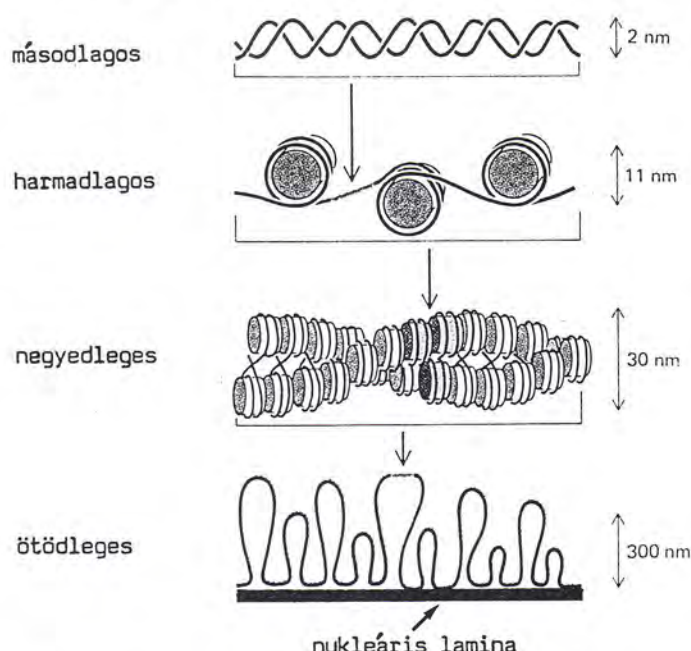 másodlagos
2 nm
harmadlagos
11 nm
negyedleges
30 nm
ötödleges
300 nm
nukleáris lamina